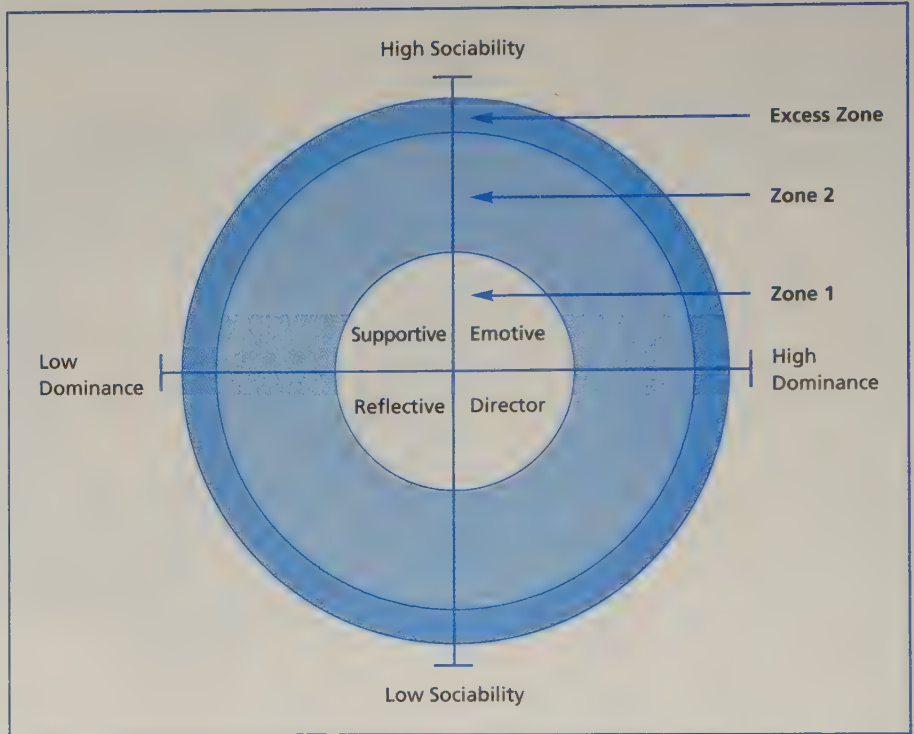 High Sociability
Excess Zone
Zone 2
Zone 1
Supportive
Emotive
Low
Dominance
High
Dominance
Reflective
Director
Low Sociability